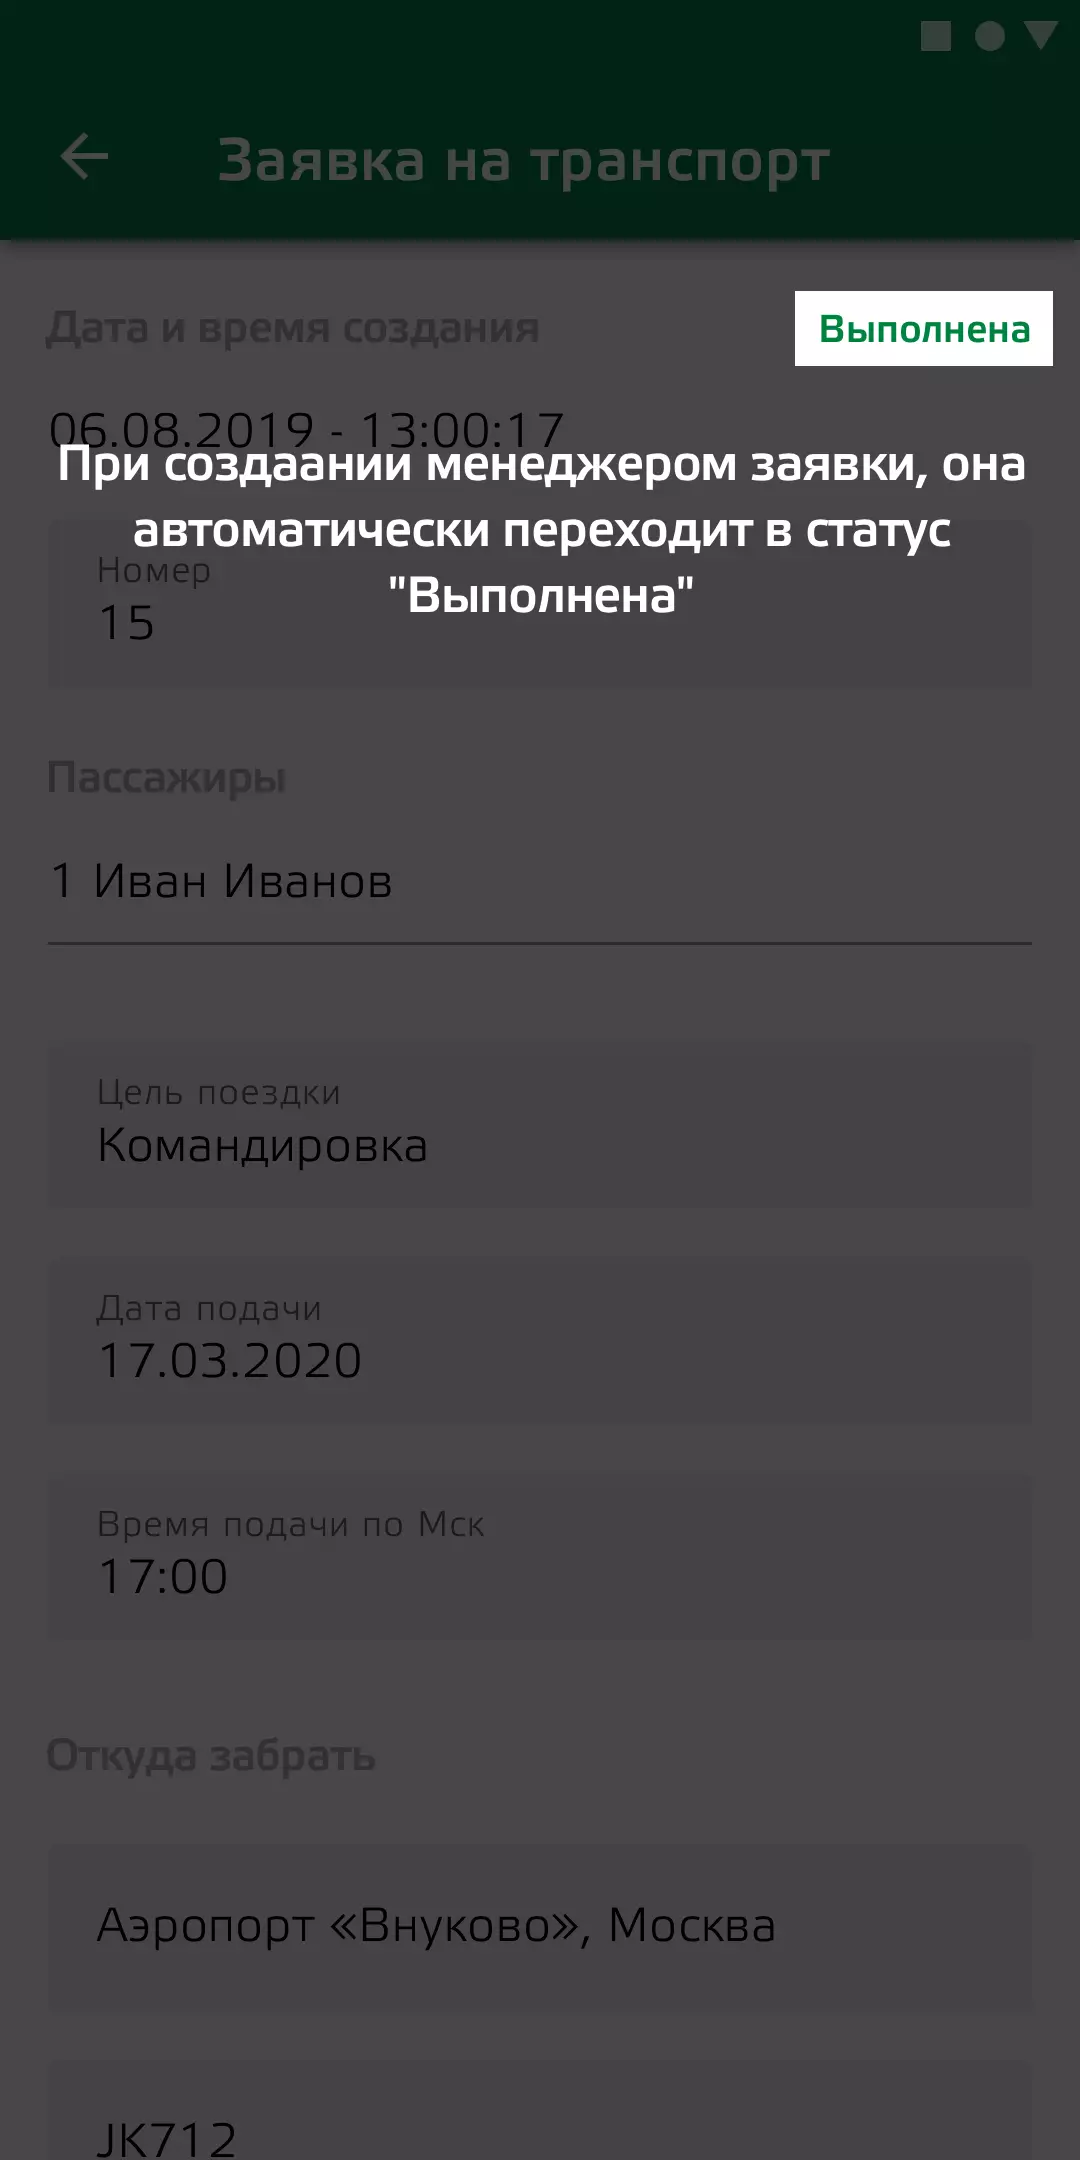 Заявка на транспорт
Дата и время создания
Выполнена
06.08.2019 - 13:00:17
При создаании менеджером заявки, она
автоматически переходит в статус
"Выполнена"
Номер
15
Пассажиры
1 Иван Иванов
Цель поездки
Командировка
Дата подачи
17.03.2020
Время подачи по Мск
17:00
Откуда забрать
Аэропорт «Внуково», Москва
JK712